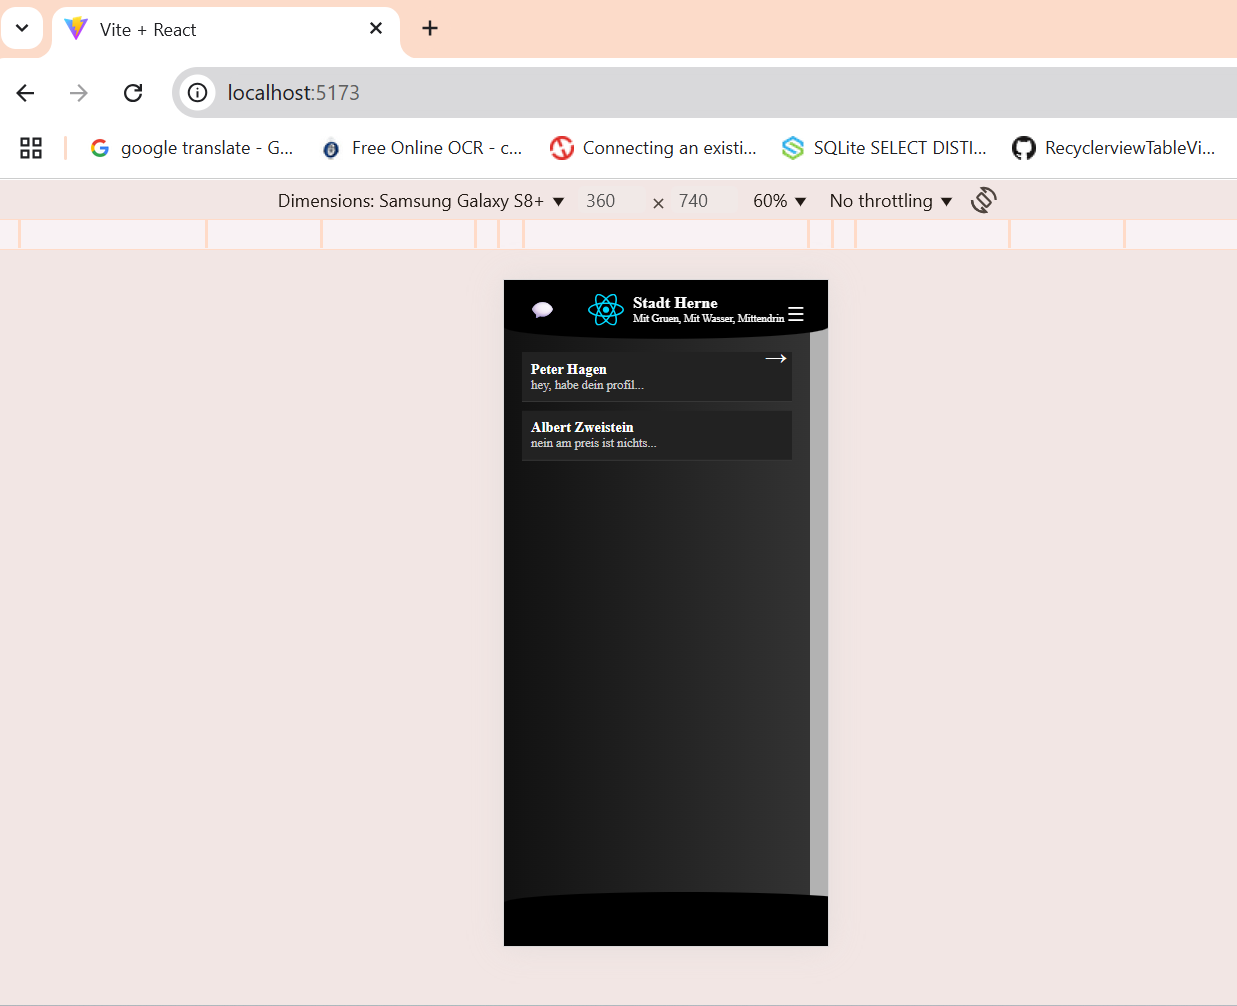 Vite + React
localhost:5173
google translate - G...
Free Online OCR - c...
Connecting an existi...
SQLite SELECT DISTI...
RecyclerviewTableVi...
Dimensions: Samsung Galaxy S8+ 360 × 740 60% No throttling
Stadt Herne
Mit Gruen, Mit Wasser, Mittendrin
Peter Hagen
hey, habe dein profil...
Albert Zweistein
nein am preis ist nichts...